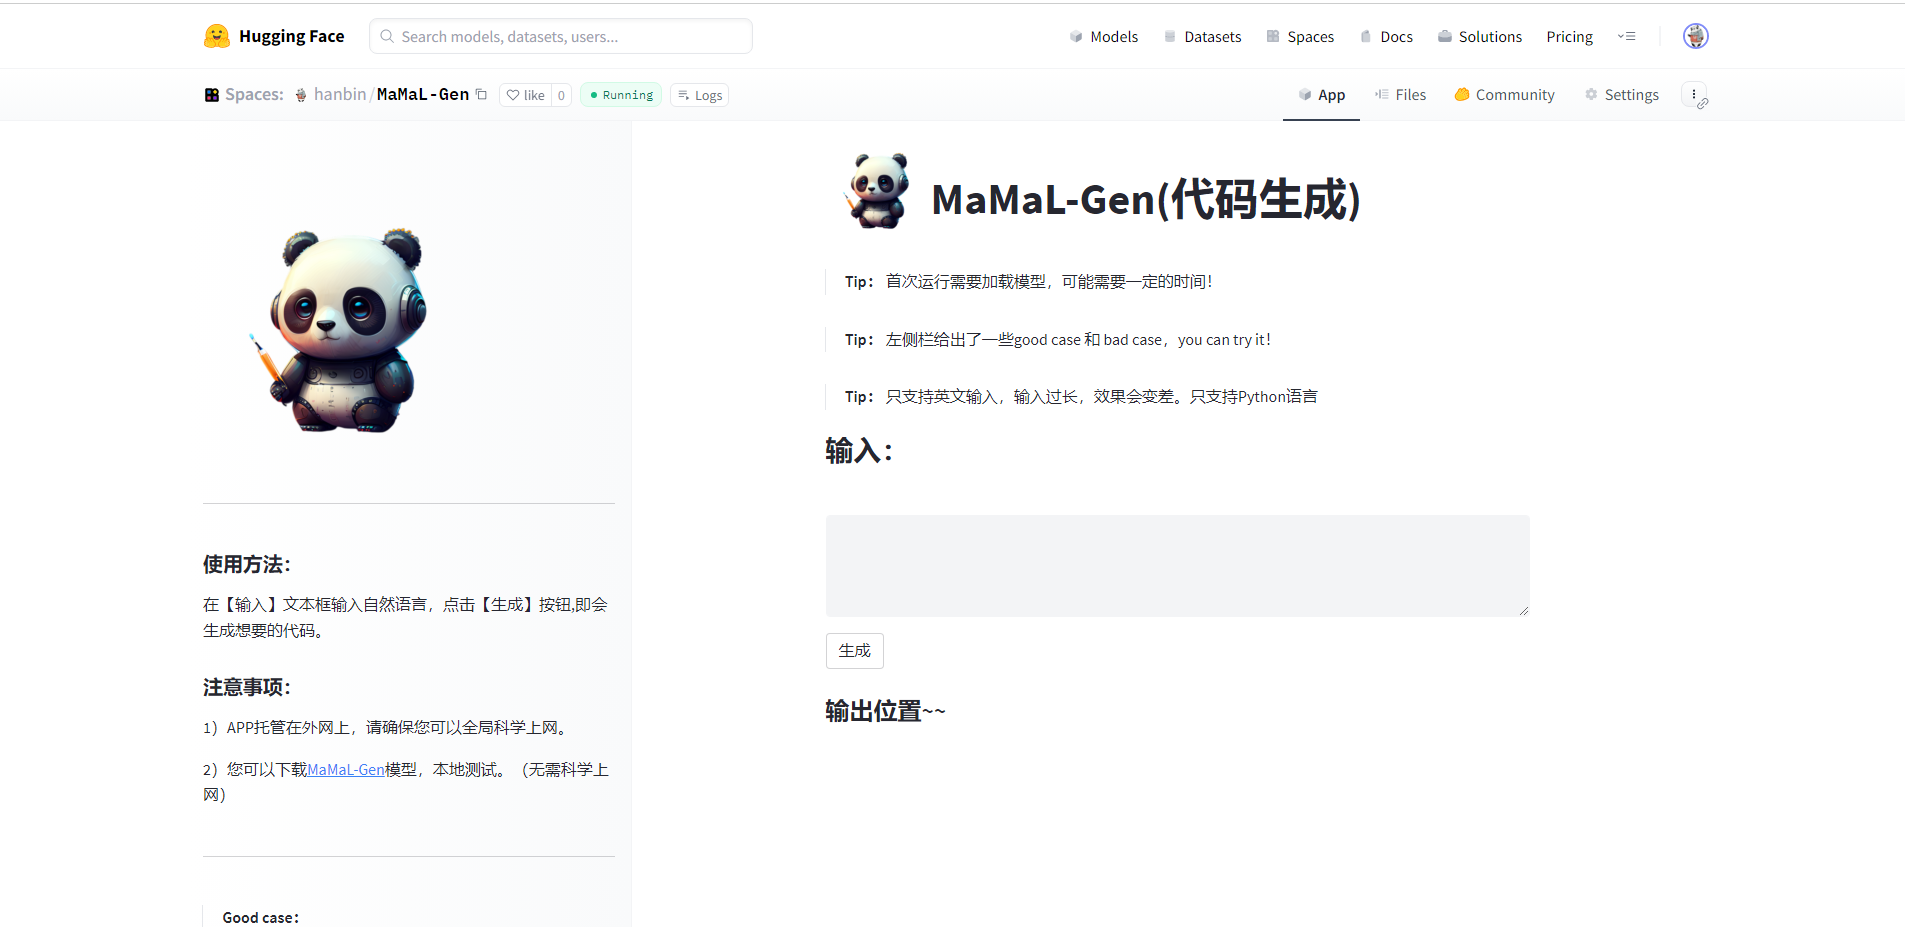 Hugging Face
Search models, datasets, users...
Models
Datasets
Spaces
Docs
Solutions
Pricing
Spaces:
hanbin/MaMaL-Gen
like 0
Running
Logs
App
Files
Community
Settings
使用方法：
在【输入】文本框输入自然语言，点击【生成】按钮,即会
生成想要的代码。
注意事项：
1）APP托管在外网上，请确保您可以全局科学上网。
2）您可以下载MaMaL-Gen模型，本地测试。（无需科学上
网）
Good case：
MaMaL-Gen(代码生成)
Tip： 首次运行需要加载模型，可能需要一定的时间！
Tip： 左侧栏给出了一些good case 和 bad case，you can try it！
Tip： 只支持英文输入，输入过长，效果会变差。只支持Python语言
输入：
生成
输出位置~~